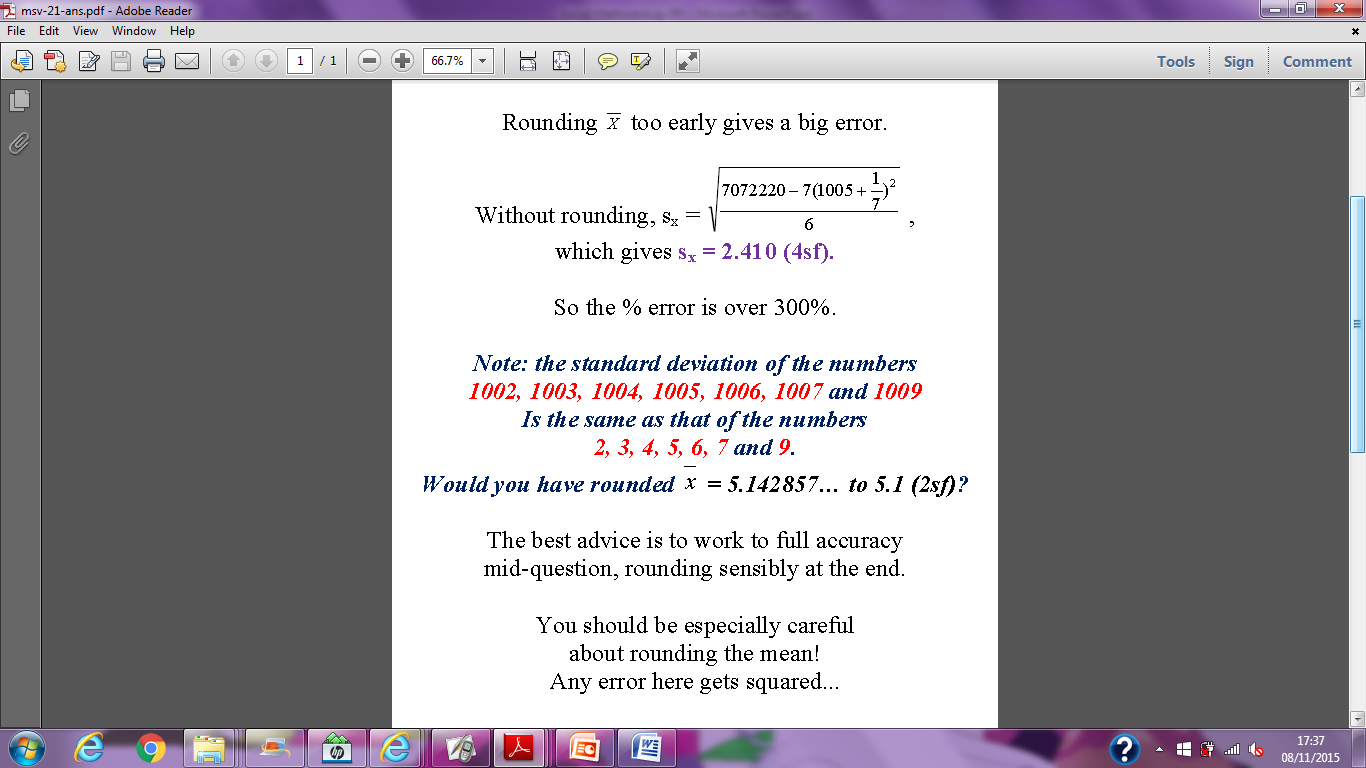 msv-21-ans.pdf - Adobe Reader
File Edit View Window Help
1 / 1 66.7% Tools Sign Comment
Rounding x̅ too early gives a big error.
Without rounding, sₓ = √((7072220 − 7(1005 + 1/7)²)/6) ,
which gives sₓ = 2.410 (4sf).
So the % error is over 300%.
Note: the standard deviation of the numbers
1002, 1003, 1004, 1005, 1006, 1007 and 1009
Is the same as that of the numbers
2, 3, 4, 5, 6, 7 and 9.
Would you have rounded x̅ = 5.142857… to 5.1 (2sf)?
The best advice is to work to full accuracy
mid-question, rounding sensibly at the end.
You should be especially careful
about rounding the mean!
Any error here gets squared...
17:37
08/11/2015